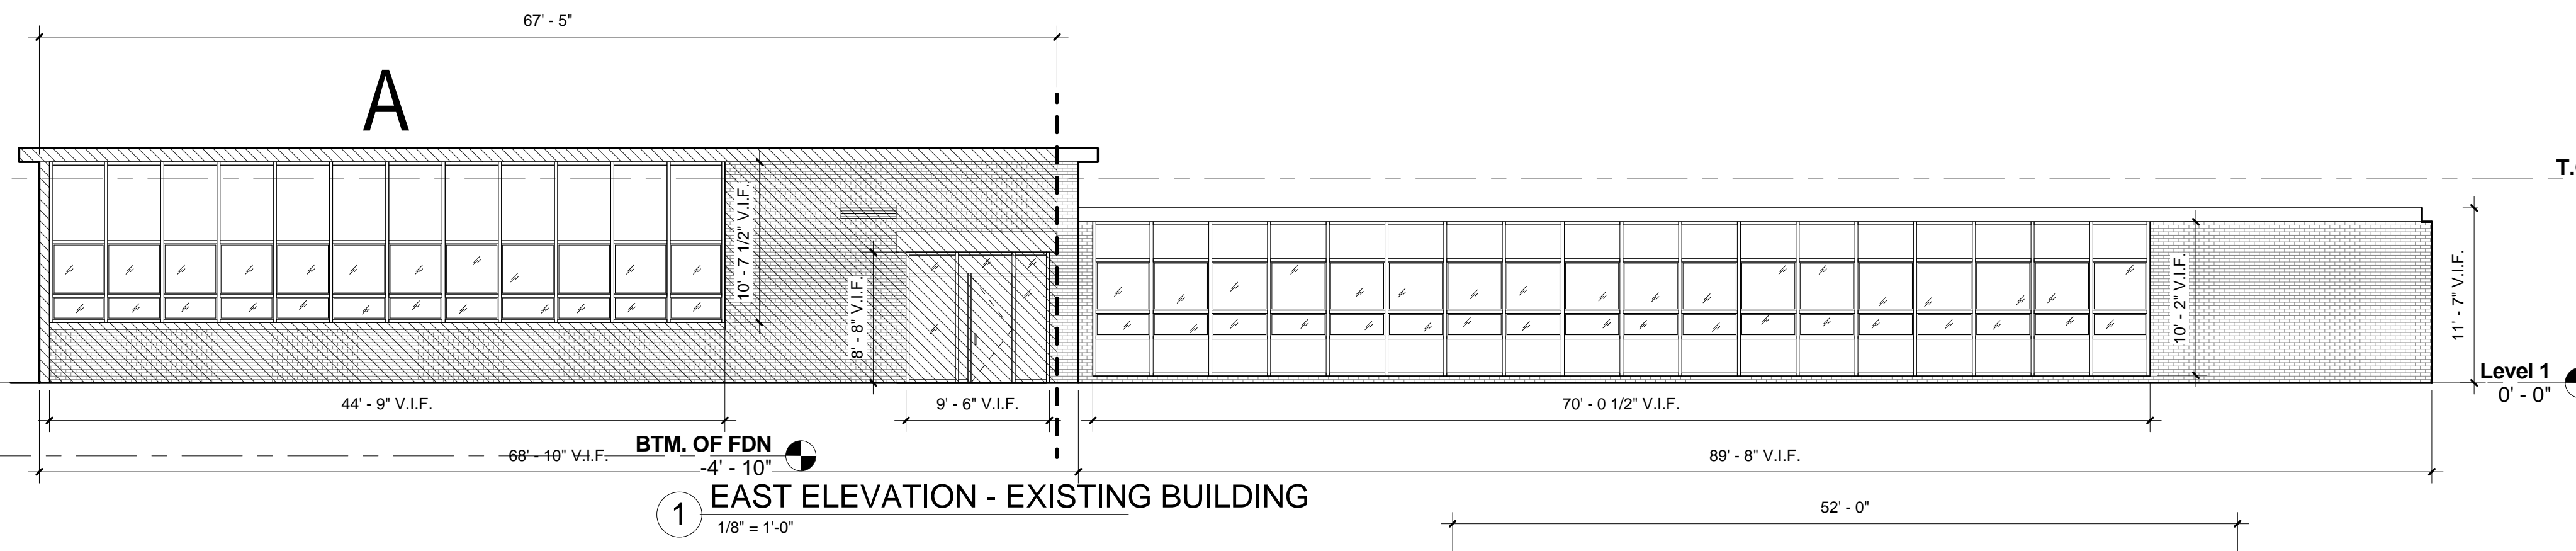 67' - 5"
A
T.
10' - 7 1/2" V.I.F.
8' - 8" V.I.F.
10' - 2" V.I.F.
11' - 7" V.I.F.
Level 1
0' - 0"
44' - 9" V.I.F.
9' - 6" V.I.F.
70' - 0 1/2" V.I.F.
68' - 10" V.I.F.
BTM. OF FDN
-4' - 10"
89' - 8" V.I.F.
1
EAST ELEVATION - EXISTING BUILDING
1/8" = 1'-0"
52' - 0"